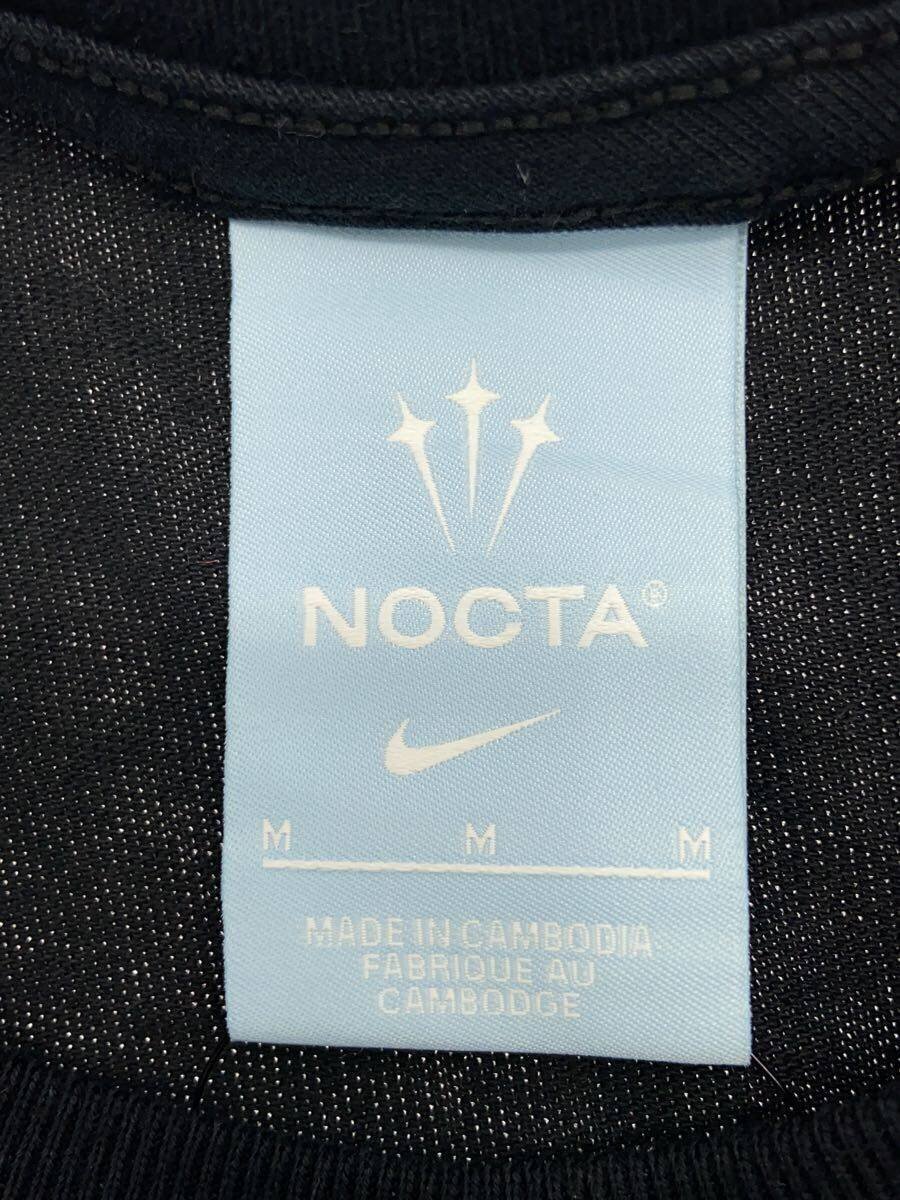 NOCTA®
M M M
MADE IN CAMBODIA
FABRIQUE AU
CAMBODGE